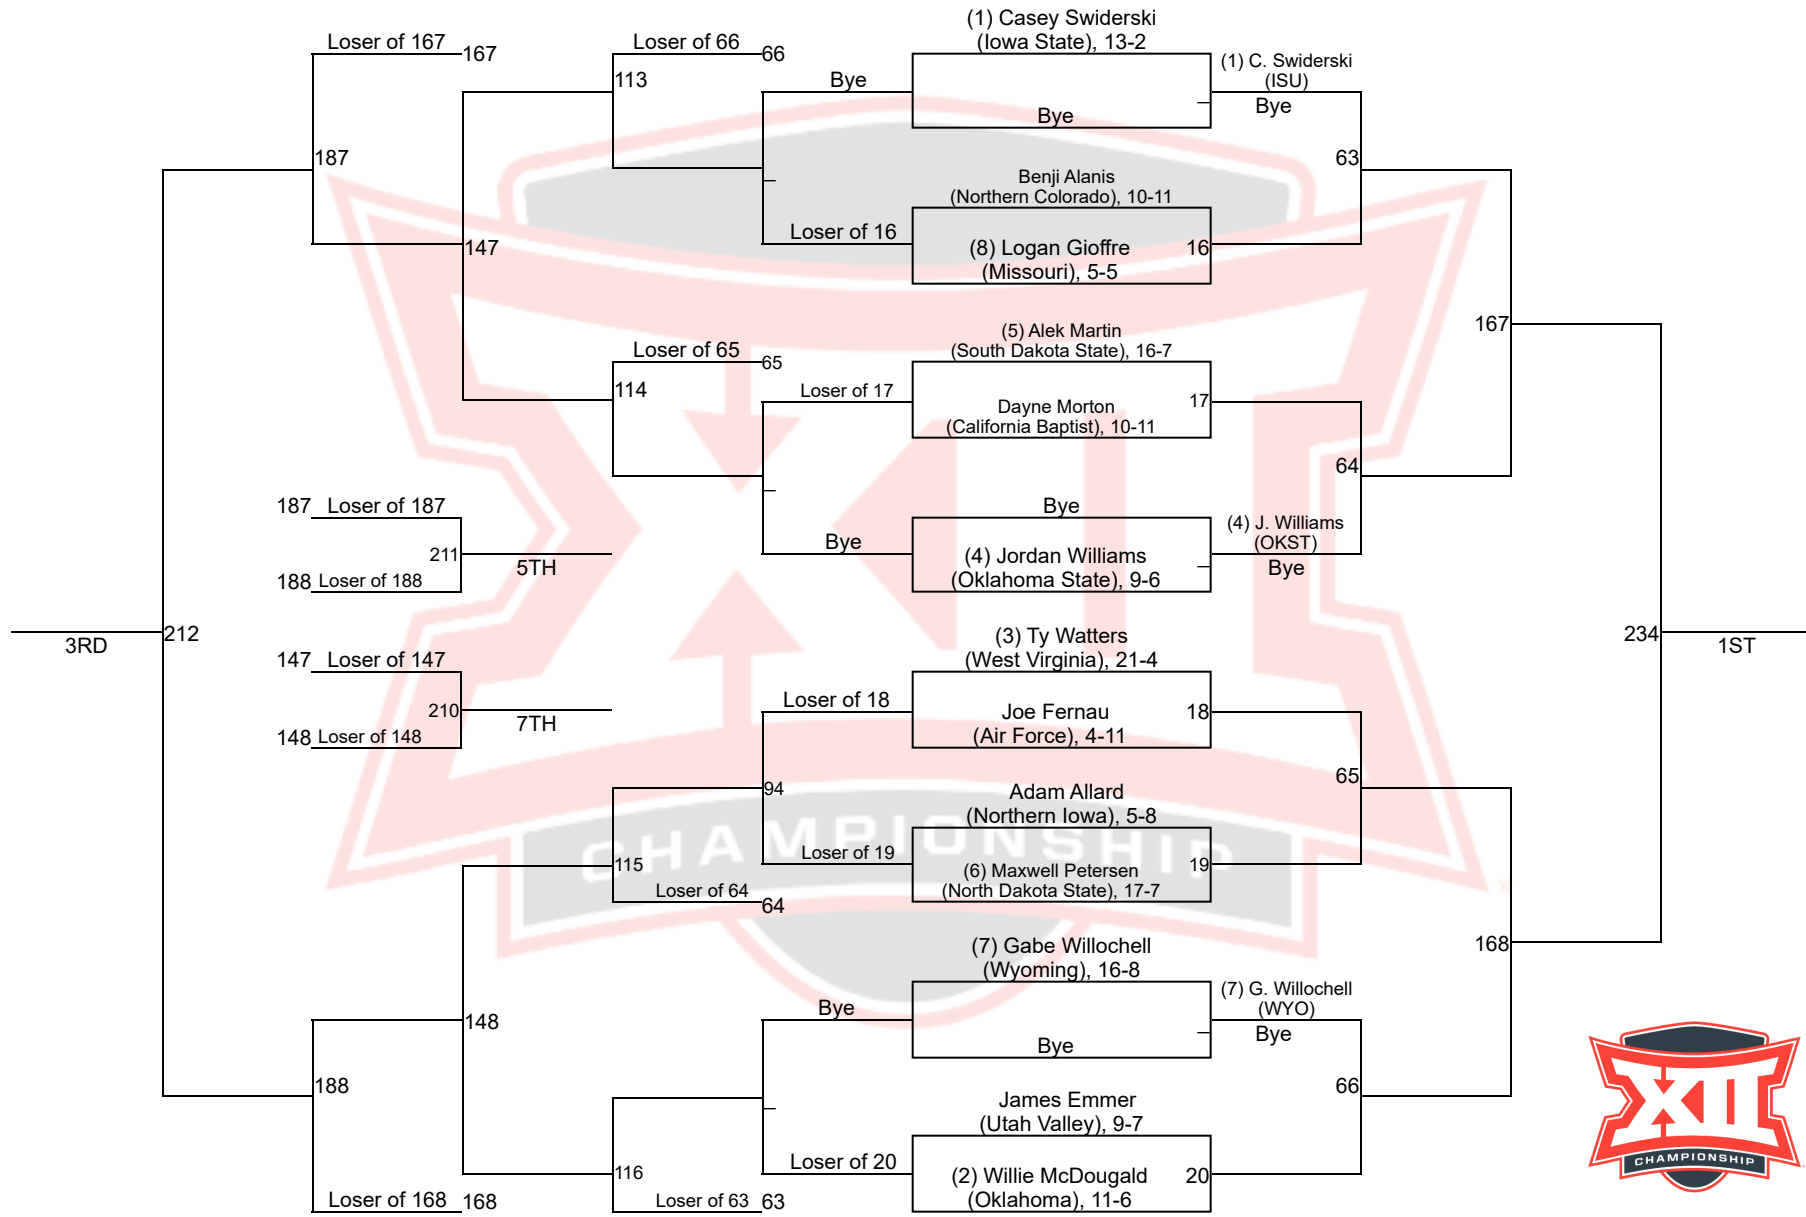 (1) Casey Swiderski
(Iowa State), 13-2
Loser of 167
167
Loser of 66
66
(1) C. Swiderski
(ISU)
113
Bye
Bye
Bye
187
63
Benji Alanis
(Northern Colorado), 10-11
Loser of 16
147
(8) Logan Gioffre
(Missouri), 5-5
16
(5) Alek Martin
(South Dakota State), 16-7
167
Loser of 65
65
114
Loser of 17
Dayne Morton
(California Baptist), 10-11
17
64
187
Loser of 187
Bye
(4) J. Williams
(OKST)
Bye
211
5TH
Bye
(4) Jordan Williams
(Oklahoma State), 9-6
188
Loser of 188
212
3RD
(3) Ty Watters
(West Virginia), 21-4
234
1ST
147
Loser of 147
Loser of 18
210
7TH
Joe Fernau
(Air Force), 4-11
18
148
Loser of 148
65
94
Adam Allard
(Northern Iowa), 5-8
CHAMPIONSHIP
115
Loser of 19
(6) Maxwell Petersen
(North Dakota State), 17-7
19
Loser of 64
64
(7) Gabe Willochell
(Wyoming), 16-8
168
(7) G. Willochell
(WYO)
Bye
148
Bye
Bye
188
66
James Emmer
(Utah Valley), 9-7
116
Loser of 20
(2) Willie McDougald
(Oklahoma), 11-6
20
Loser of 168
168
Loser of 63
63
XII
CHAMPIONSHIP